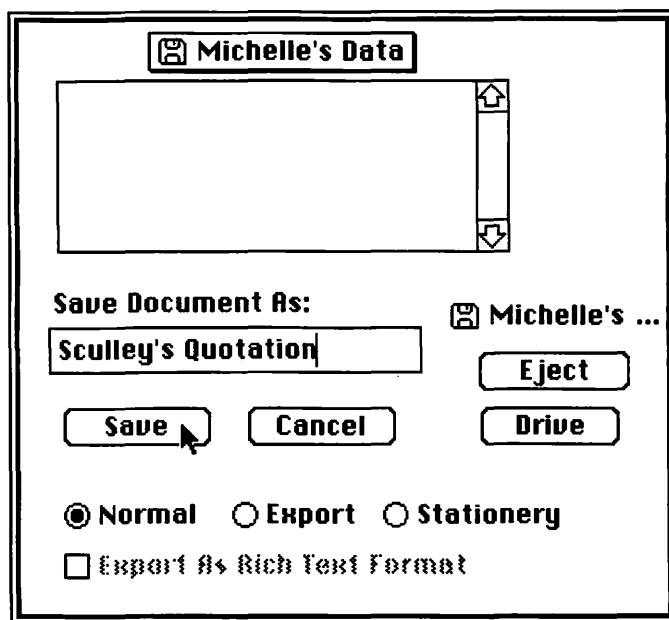 Michelle's Data
Save Document As:
Michelle's ...
Sculley's Quotation
Eject
Save
Cancel
Drive
Normal
Export
Stationery
Export As Rich Text Format